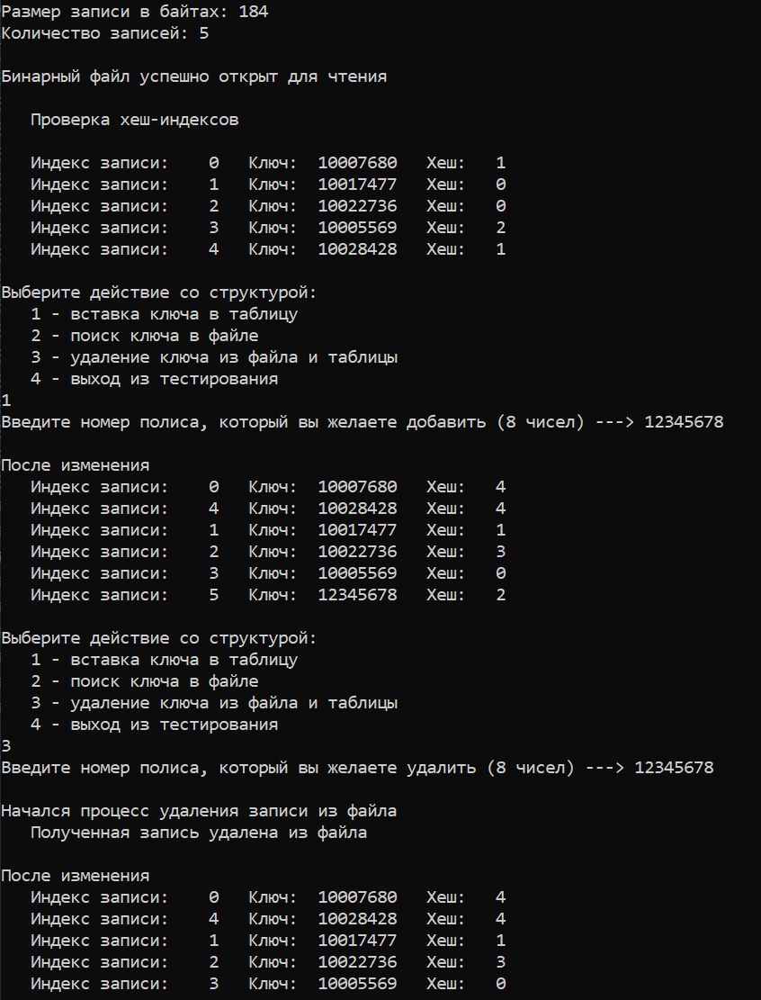 Размер записи в байтах: 184
Количество записей: 5
Бинарный файл успешно открыт для чтения
Проверка хеш-индексов
Индекс записи: 0 Ключ: 10007680 Хеш: 1
Индекс записи: 1 Ключ: 10017477 Хеш: 0
Индекс записи: 2 Ключ: 10022736 Хеш: 0
Индекс записи: 3 Ключ: 10005569 Хеш: 2
Индекс записи: 4 Ключ: 10028428 Хеш: 1
Выберите действие со структурой:
1 - вставка ключа в таблицу
2 - поиск ключа в файле
3 - удаление ключа из файла и таблицы
4 - выход из тестирования
1
Введите номер полиса, который вы желаете добавить (8 чисел) ---> 12345678
После изменения
Индекс записи: 0 Ключ: 10007680 Хеш: 4
Индекс записи: 4 Ключ: 10028428 Хеш: 4
Индекс записи: 1 Ключ: 10017477 Хеш: 1
Индекс записи: 2 Ключ: 10022736 Хеш: 3
Индекс записи: 3 Ключ: 10005569 Хеш: 0
Индекс записи: 5 Ключ: 12345678 Хеш: 2
Выберите действие со структурой:
1 - вставка ключа в таблицу
2 - поиск ключа в файле
3 - удаление ключа из файла и таблицы
4 - выход из тестирования
3
Введите номер полиса, который вы желаете удалить (8 чисел) ---> 12345678
Начался процесс удаления записи из файла
Полученная запись удалена из файла
После изменения
Индекс записи: 0 Ключ: 10007680 Хеш: 4
Индекс записи: 4 Ключ: 10028428 Хеш: 4
Индекс записи: 1 Ключ: 10017477 Хеш: 1
Индекс записи: 2 Ключ: 10022736 Хеш: 3
Индекс записи: 3 Ключ: 10005569 Хеш: 0